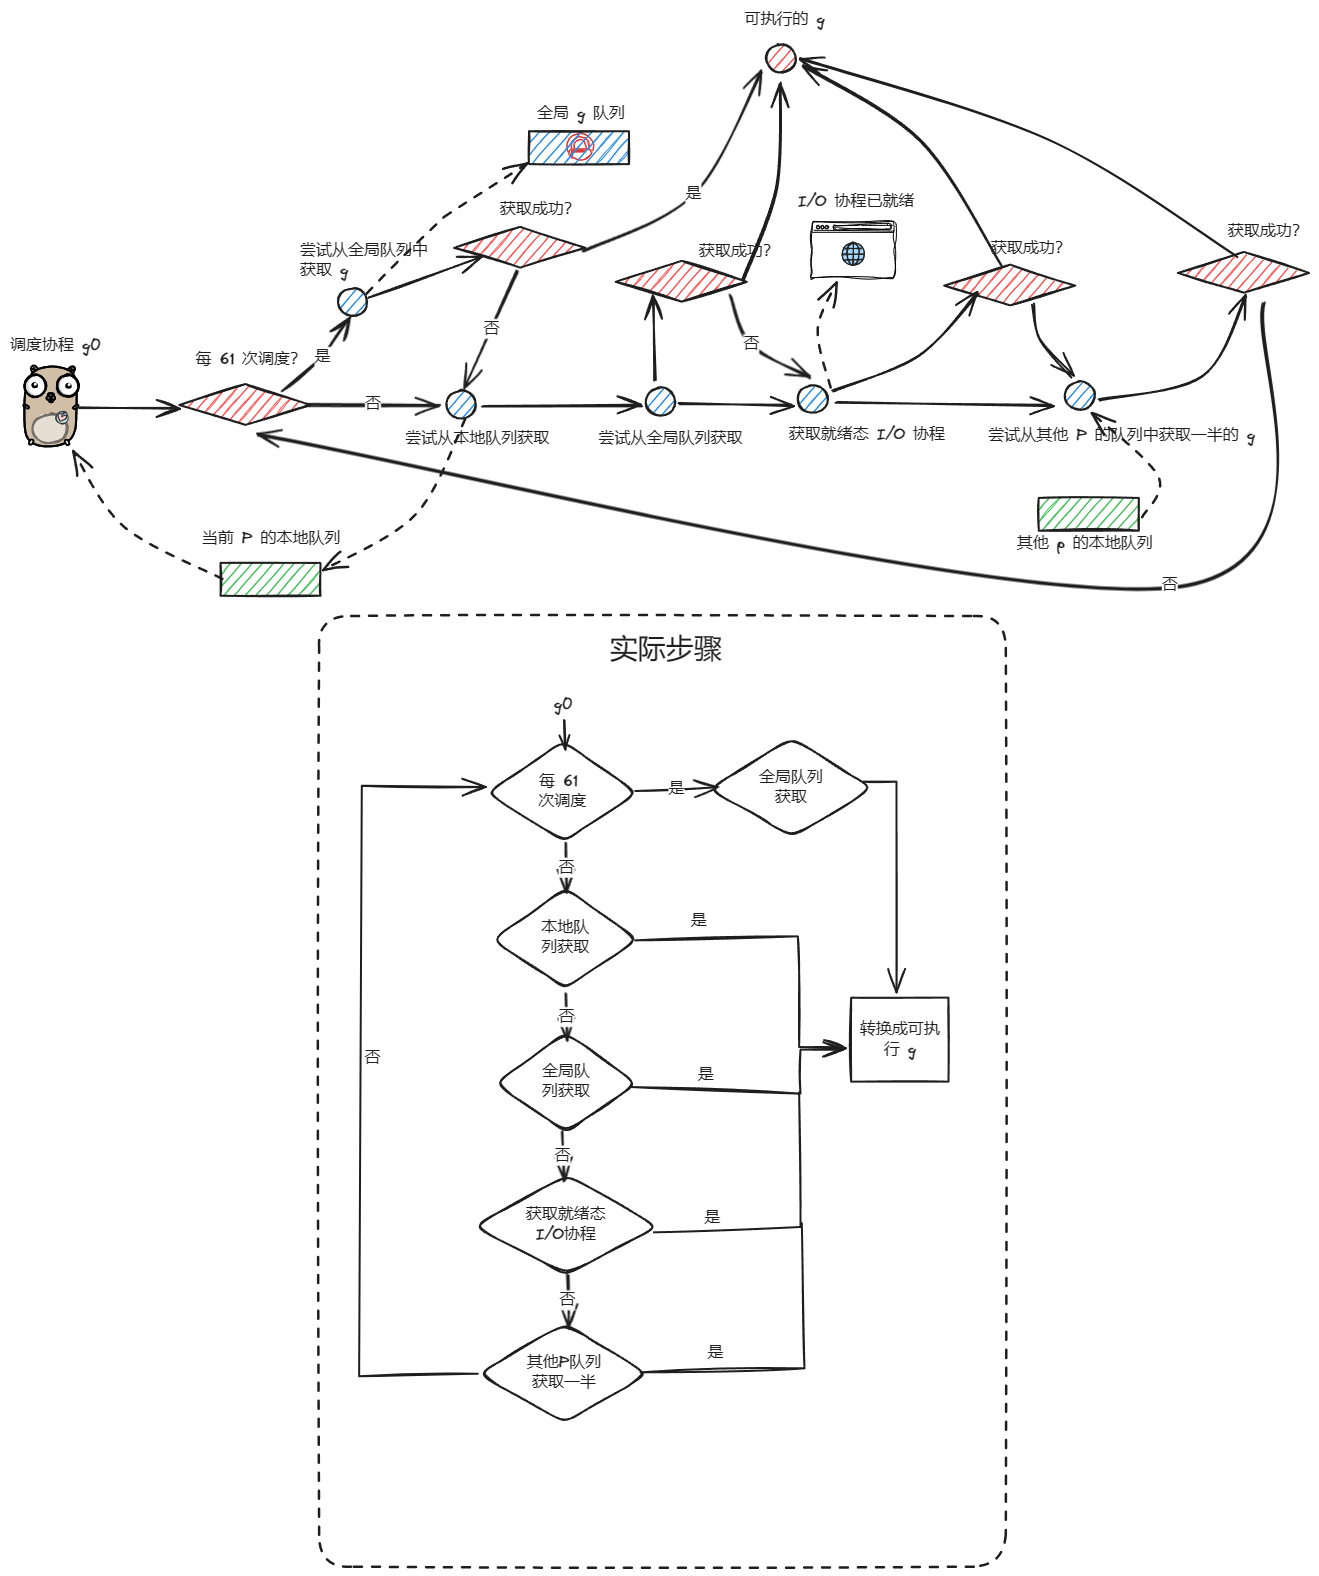 可执行的 g
全局 g 队列
获取成功？
尝试从全局队列中
获取 g
是
获取成功？
I/O 协程已就绪
获取成功？
获取成功？
调度协程 g0
每 61 次调度？
是
否
否
否
尝试从本地队列获取
尝试从全局队列获取
获取就绪态 I/O 协程
尝试从其他 P 的队列中获取一半的 g
当前 P 的本地队列
其他 p 的本地队列
否
实际步骤
g0
每 61
次调度
是
全局队列
获取
否
本地队
列获取
是
否
转换成可执
行 g
全局队
列获取
是
否
否
获取就绪态
I/O协程
是
否
其他P队列
获取一半
是